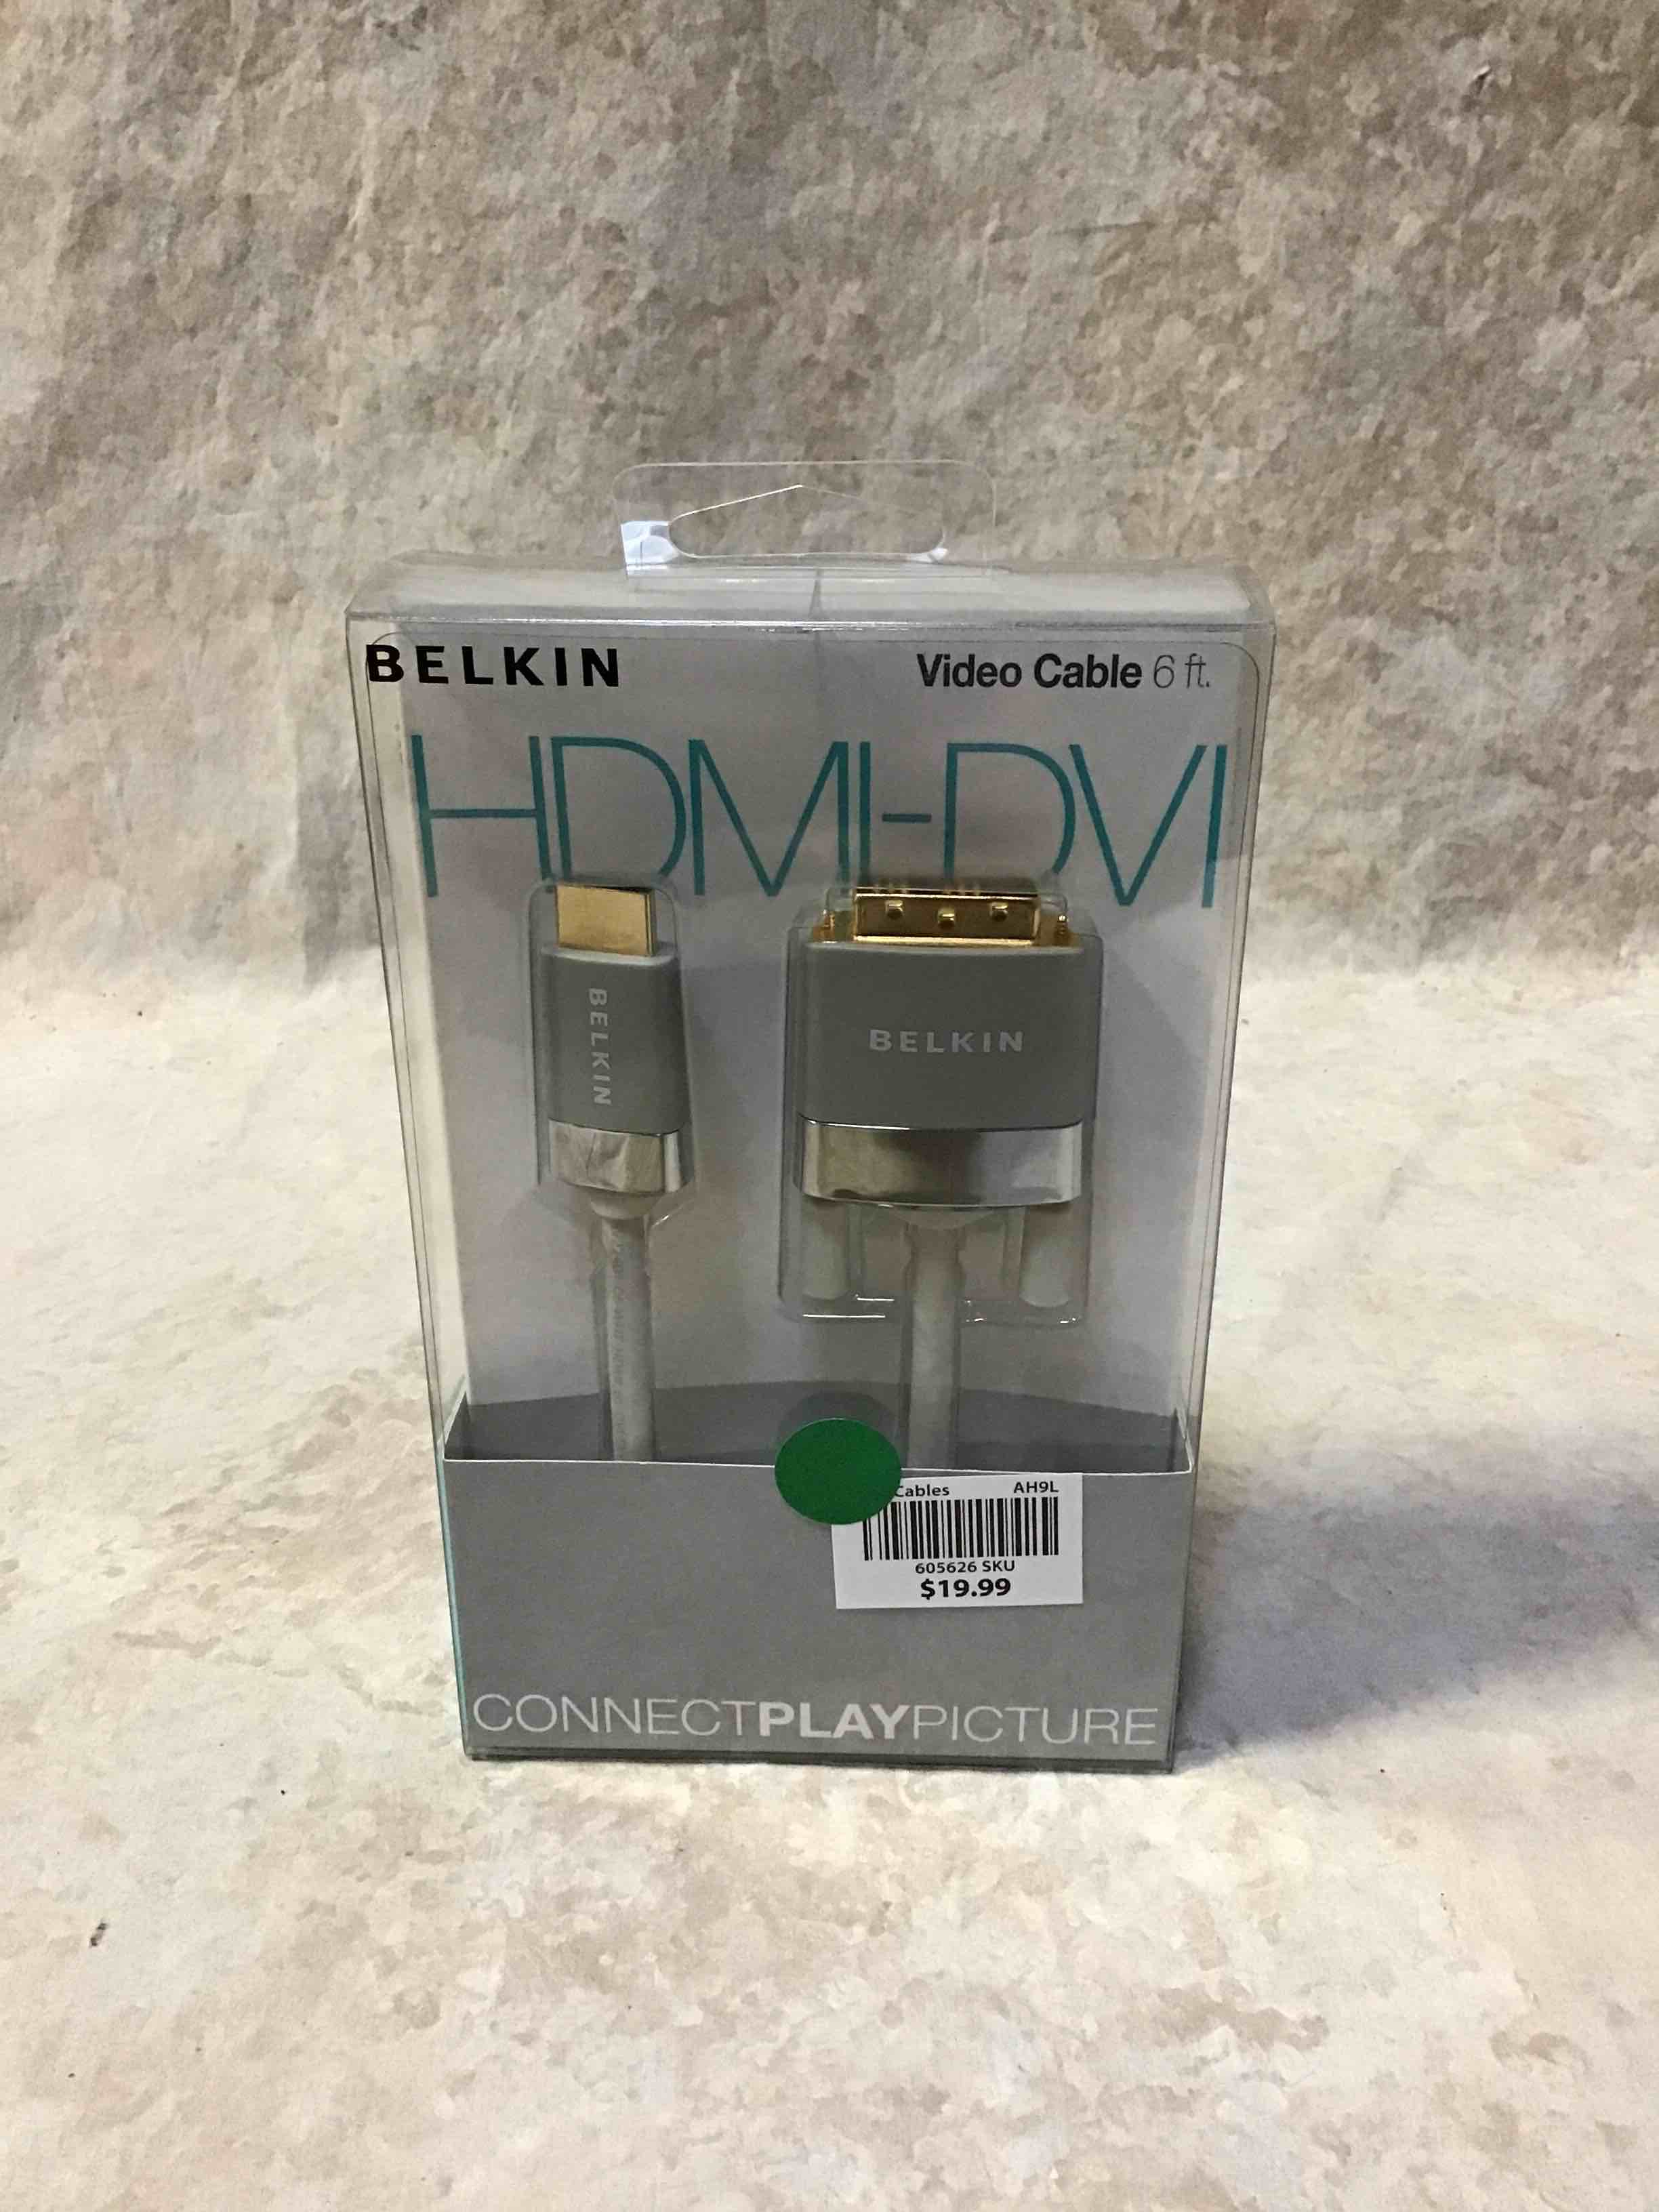 BELKIN
Video Cable 6 ft.
HDMI-DVI
BELKIN
BELKIN
Cables AH9L
605626 SKU
$19.99
CONNECTPLAYPICTURE